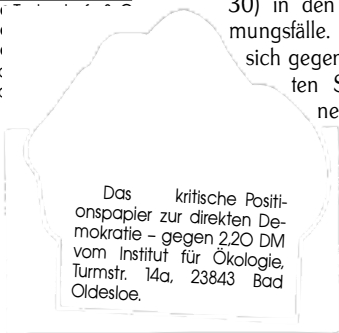 30) in den
mungsfälle.
sich gegen
ten S
ne
Das kritische Positi-
onspapier zur direkten De-
mokratie – gegen 2,20 DM
vom Institut für Ökologie,
Turmstr. 14a, 23843 Bad
Oldesloe.